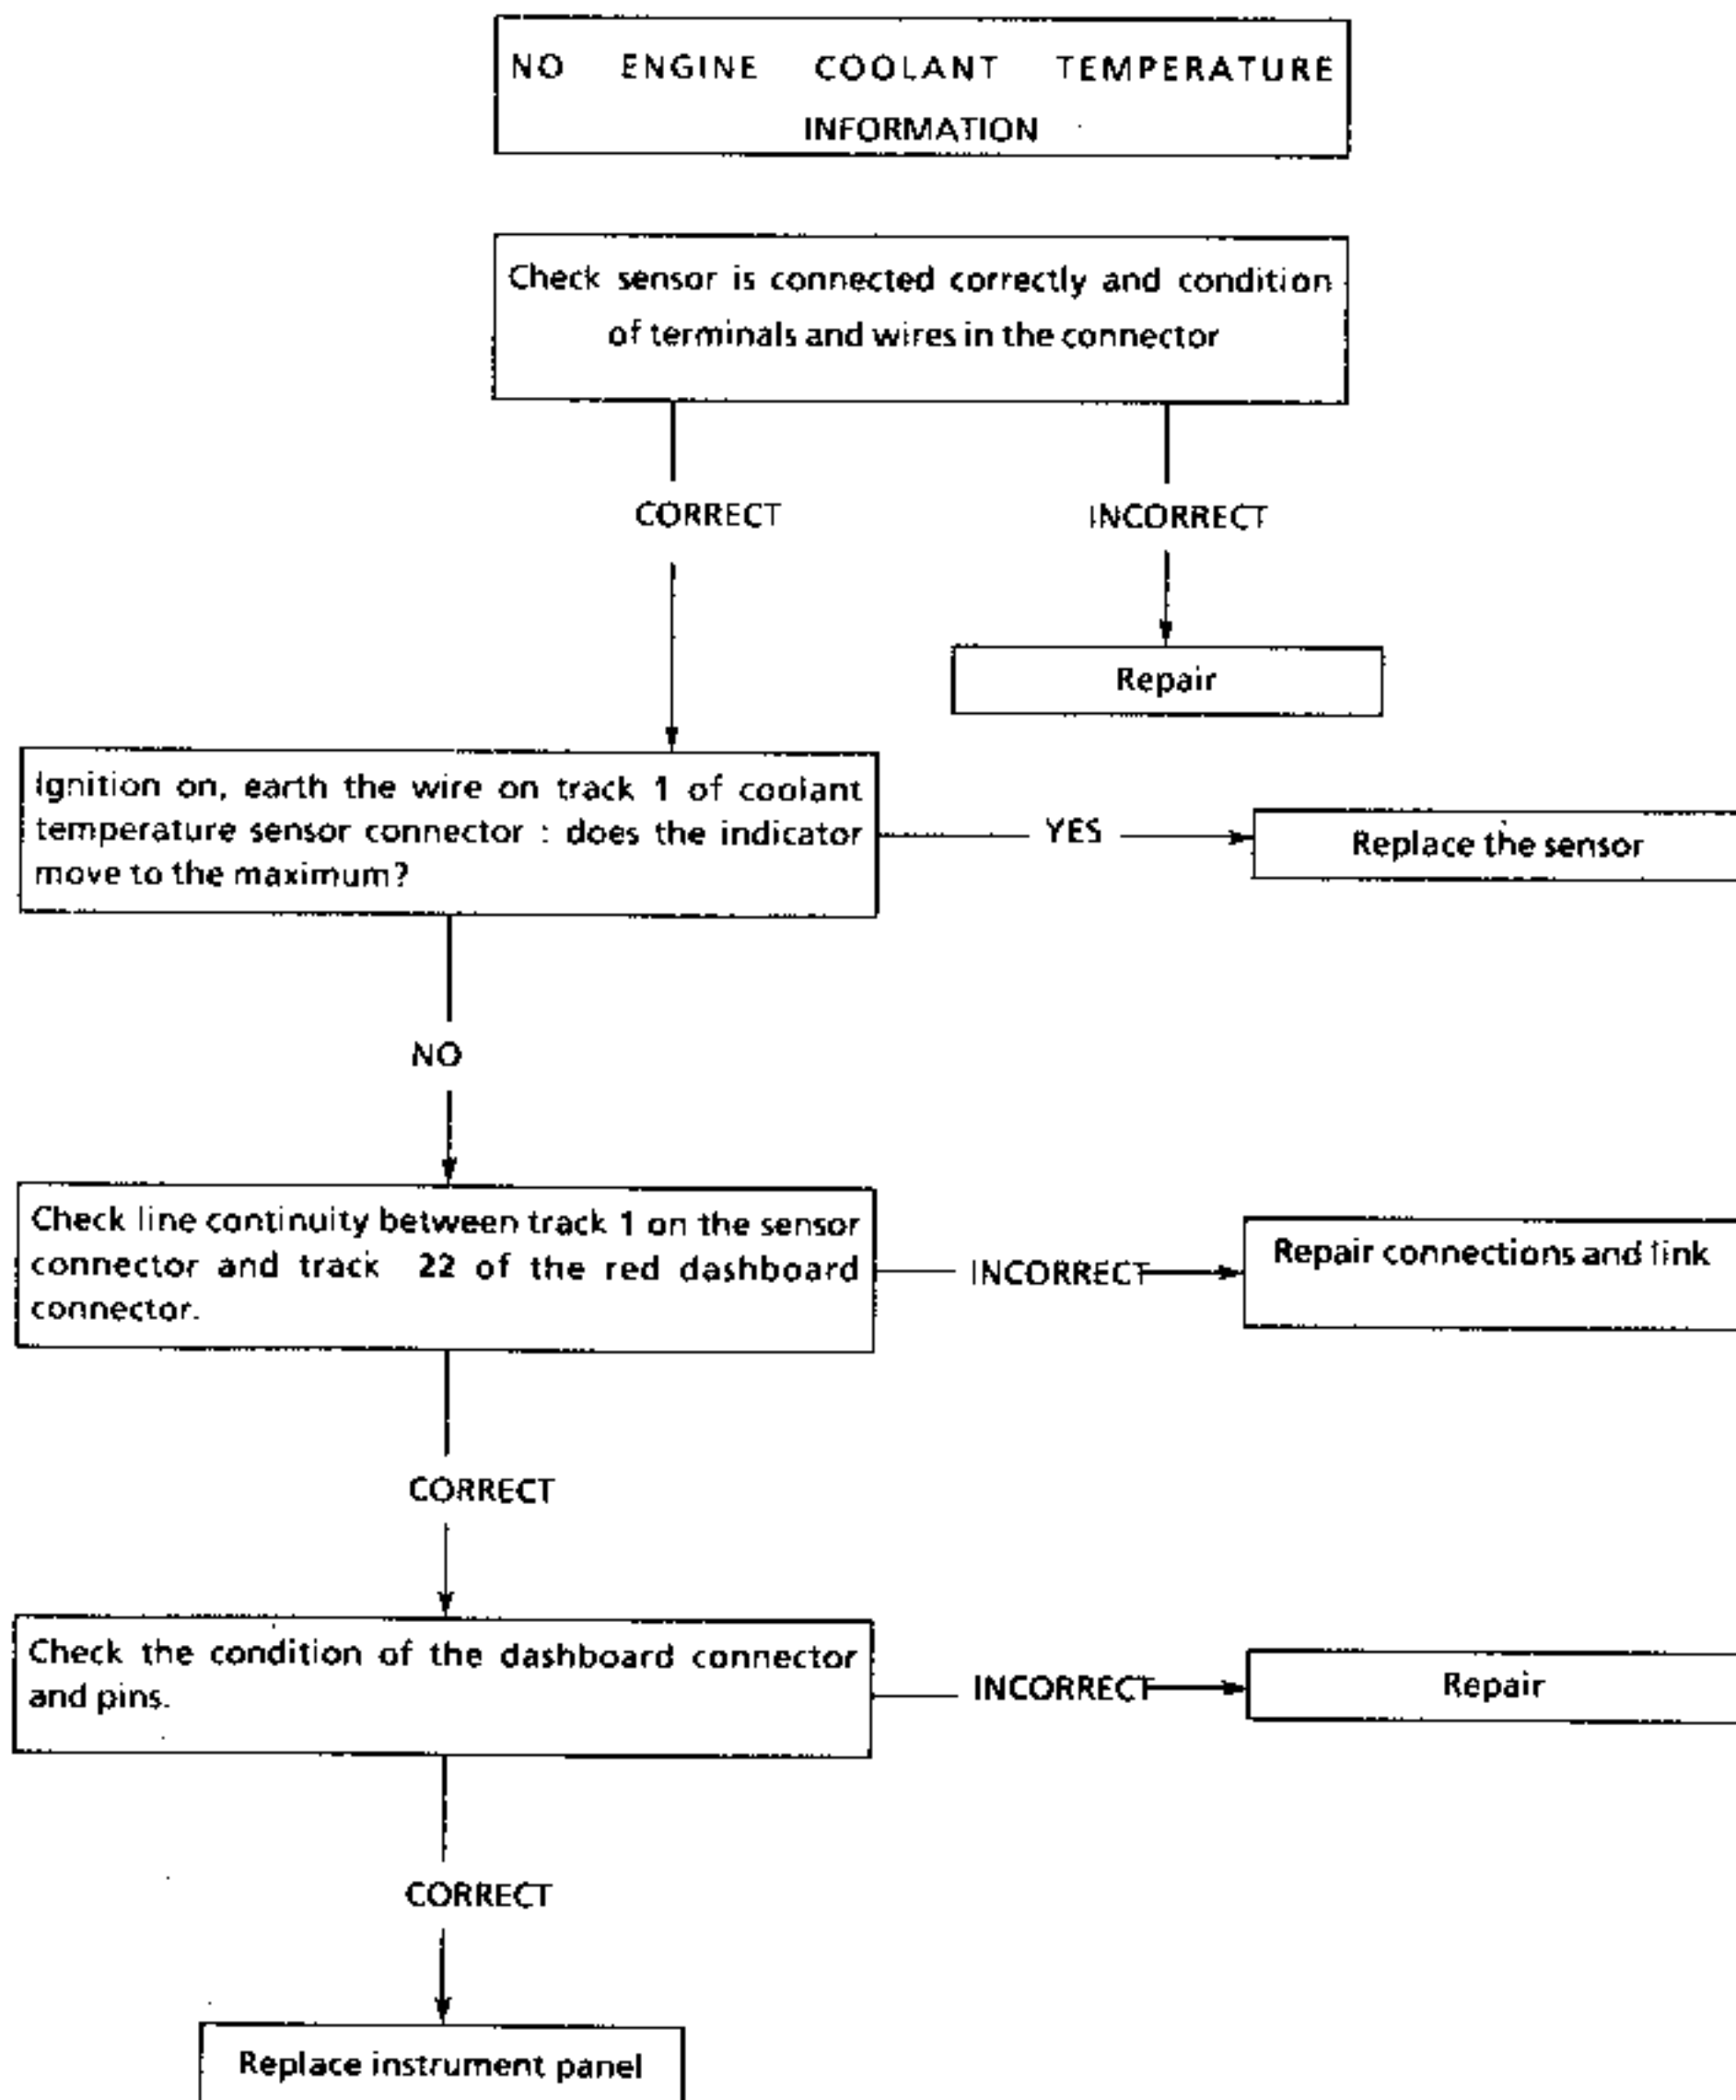 NO ENGINE COOLANT TEMPERATURE
INFORMATION
Check sensor is connected correctly and condition
of terminals and wires in the connector
CORRECT
INCORRECT
Repair
Ignition on, earth the wire on track 1 of coolant
temperature sensor connector : does the indicator
move to the maximum?
YES
Replace the sensor
NO
Check line continuity between track 1 on the sensor
connector and track 22 of the red dashboard
connector.
INCORRECT
Repair connections and link
CORRECT
Check the condition of the dashboard connector
and pins.
INCORRECT
Repair
CORRECT
Replace instrument panel